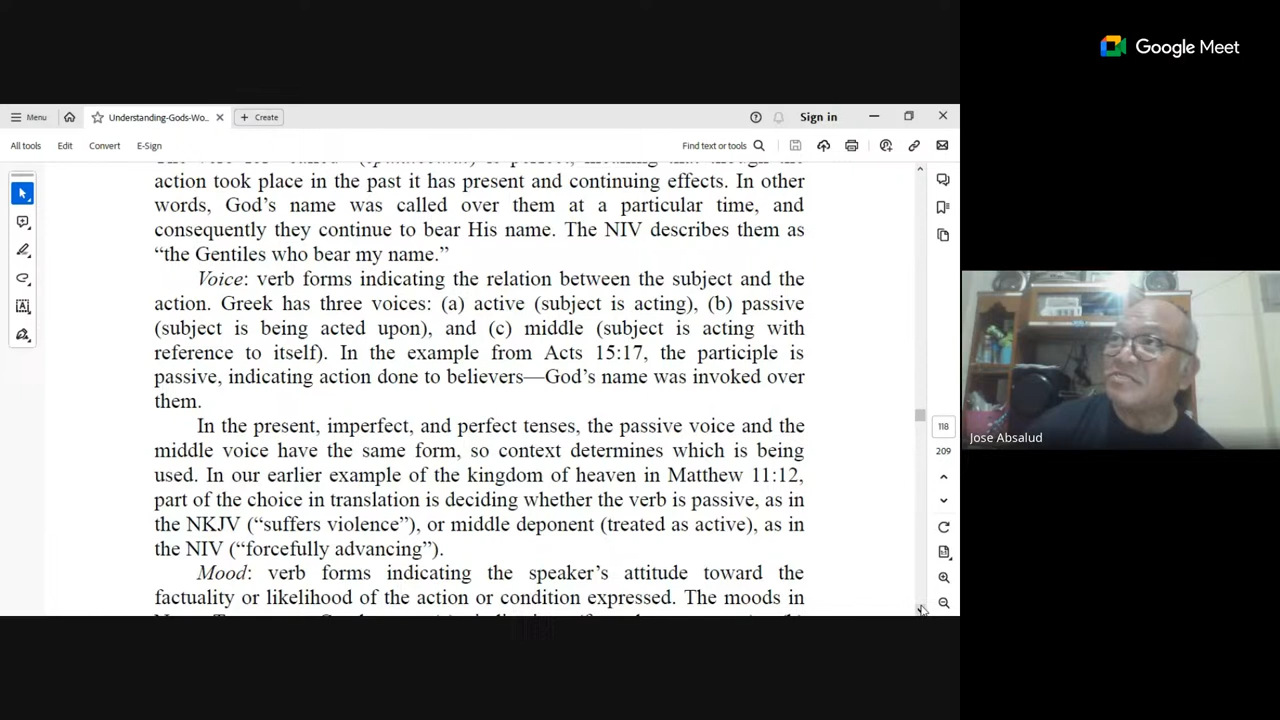 Google Meet
Menu
Understanding-Gods-Wo...
Create
Sign in
All tools
Edit
Convert
E-Sign
Find text or tools
action took place in the past it has present and continuing effects. In other
words, God’s name was called over them at a particular time, and
consequently they continue to bear His name. The NIV describes them as
“the Gentiles who bear my name.”
Voice: verb forms indicating the relation between the subject and the
action. Greek has three voices: (a) active (subject is acting), (b) passive
(subject is being acted upon), and (c) middle (subject is acting with
reference to itself). In the example from Acts 15:17, the participle is
passive, indicating action done to believers—God’s name was invoked over
them.
In the present, imperfect, and perfect tenses, the passive voice and the
middle voice have the same form, so context determines which is being
used. In our earlier example of the kingdom of heaven in Matthew 11:12,
part of the choice in translation is deciding whether the verb is passive, as in
the NKJV (“suffers violence”), or middle deponent (treated as active), as in
the NIV (“forcefully advancing”).
Mood: verb forms indicating the speaker’s attitude toward the
factuality or likelihood of the action or condition expressed. The moods in
118
209
Jose Absalud